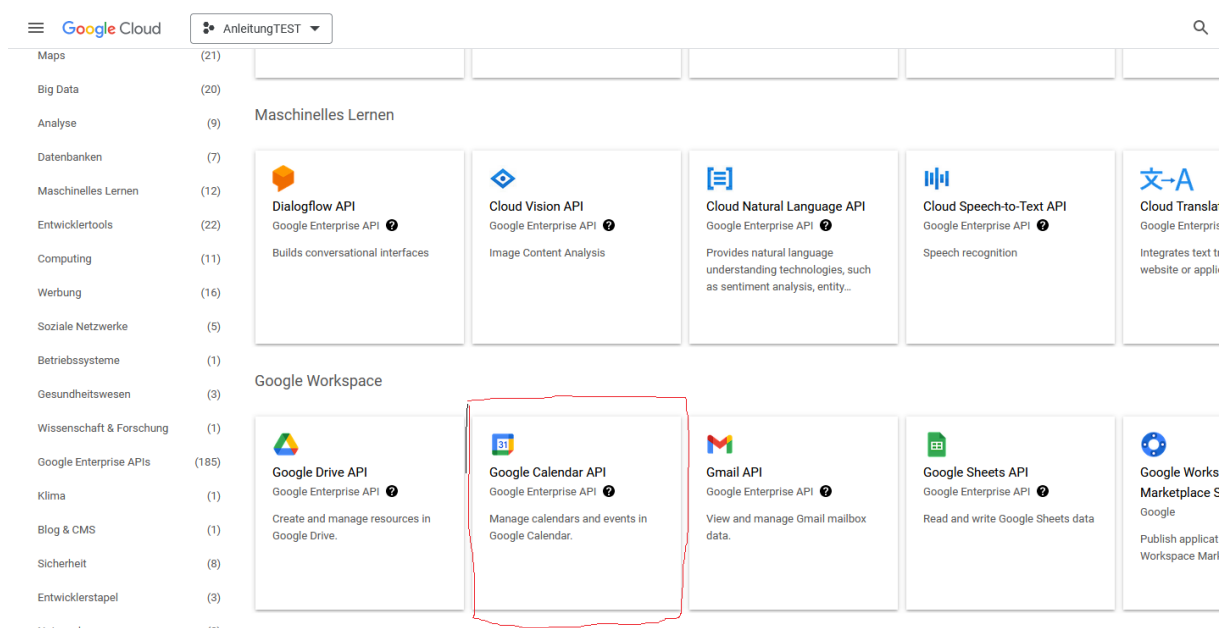 Google Cloud
AnleitungTEST
Maps (21)
Big Data (20)
Analyse (9)
Datenbanken (7)
Maschinelles Lernen (12)
Entwicklertools (22)
Computing (11)
Werbung (16)
Soziale Netzwerke (5)
Betriebssysteme (1)
Gesundheitswesen (3)
Wissenschaft & Forschung (1)
Google Enterprise APIs (185)
Klima (1)
Blog & CMS (1)
Sicherheit (8)
Entwicklerstapel (3)
Maschinelles Lernen
Dialogflow API
Google Enterprise API
Builds conversational interfaces
Cloud Vision API
Google Enterprise API
Image Content Analysis
Cloud Natural Language API
Google Enterprise API
Provides natural language
understanding technologies, such
as sentiment analysis, entity…
Cloud Speech-to-Text API
Google Enterprise API
Speech recognition
文→A
Cloud Translat
Google Enterpris
Integrates text tr
website or applic
Google Workspace
Google Drive API
Google Enterprise API
Create and manage resources in
Google Drive.
31
Google Calendar API
Google Enterprise API
Manage calendars and events in
Google Calendar.
Gmail API
Google Enterprise API
View and manage Gmail mailbox
data.
Google Sheets API
Google Enterprise API
Read and write Google Sheets data
Google Works
Marketplace S
Google
Publish applicat
Workspace Mark